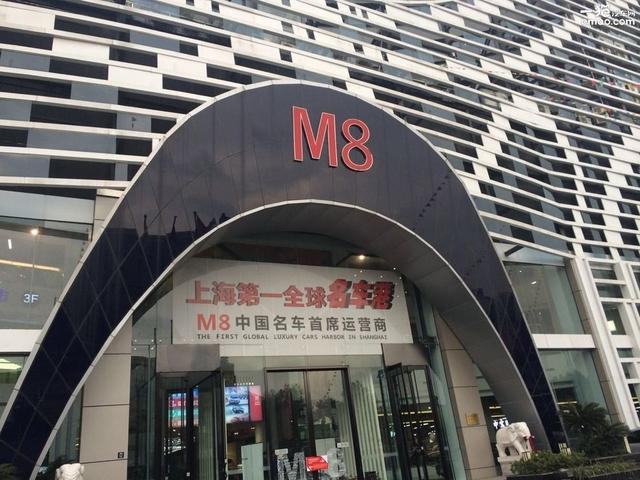 M8
上海第一全球名车港
M8 中国名车首席运营商
THE FIRST GLOBAL LUXURY CARS HARBOR IN SHANGHAI
3F